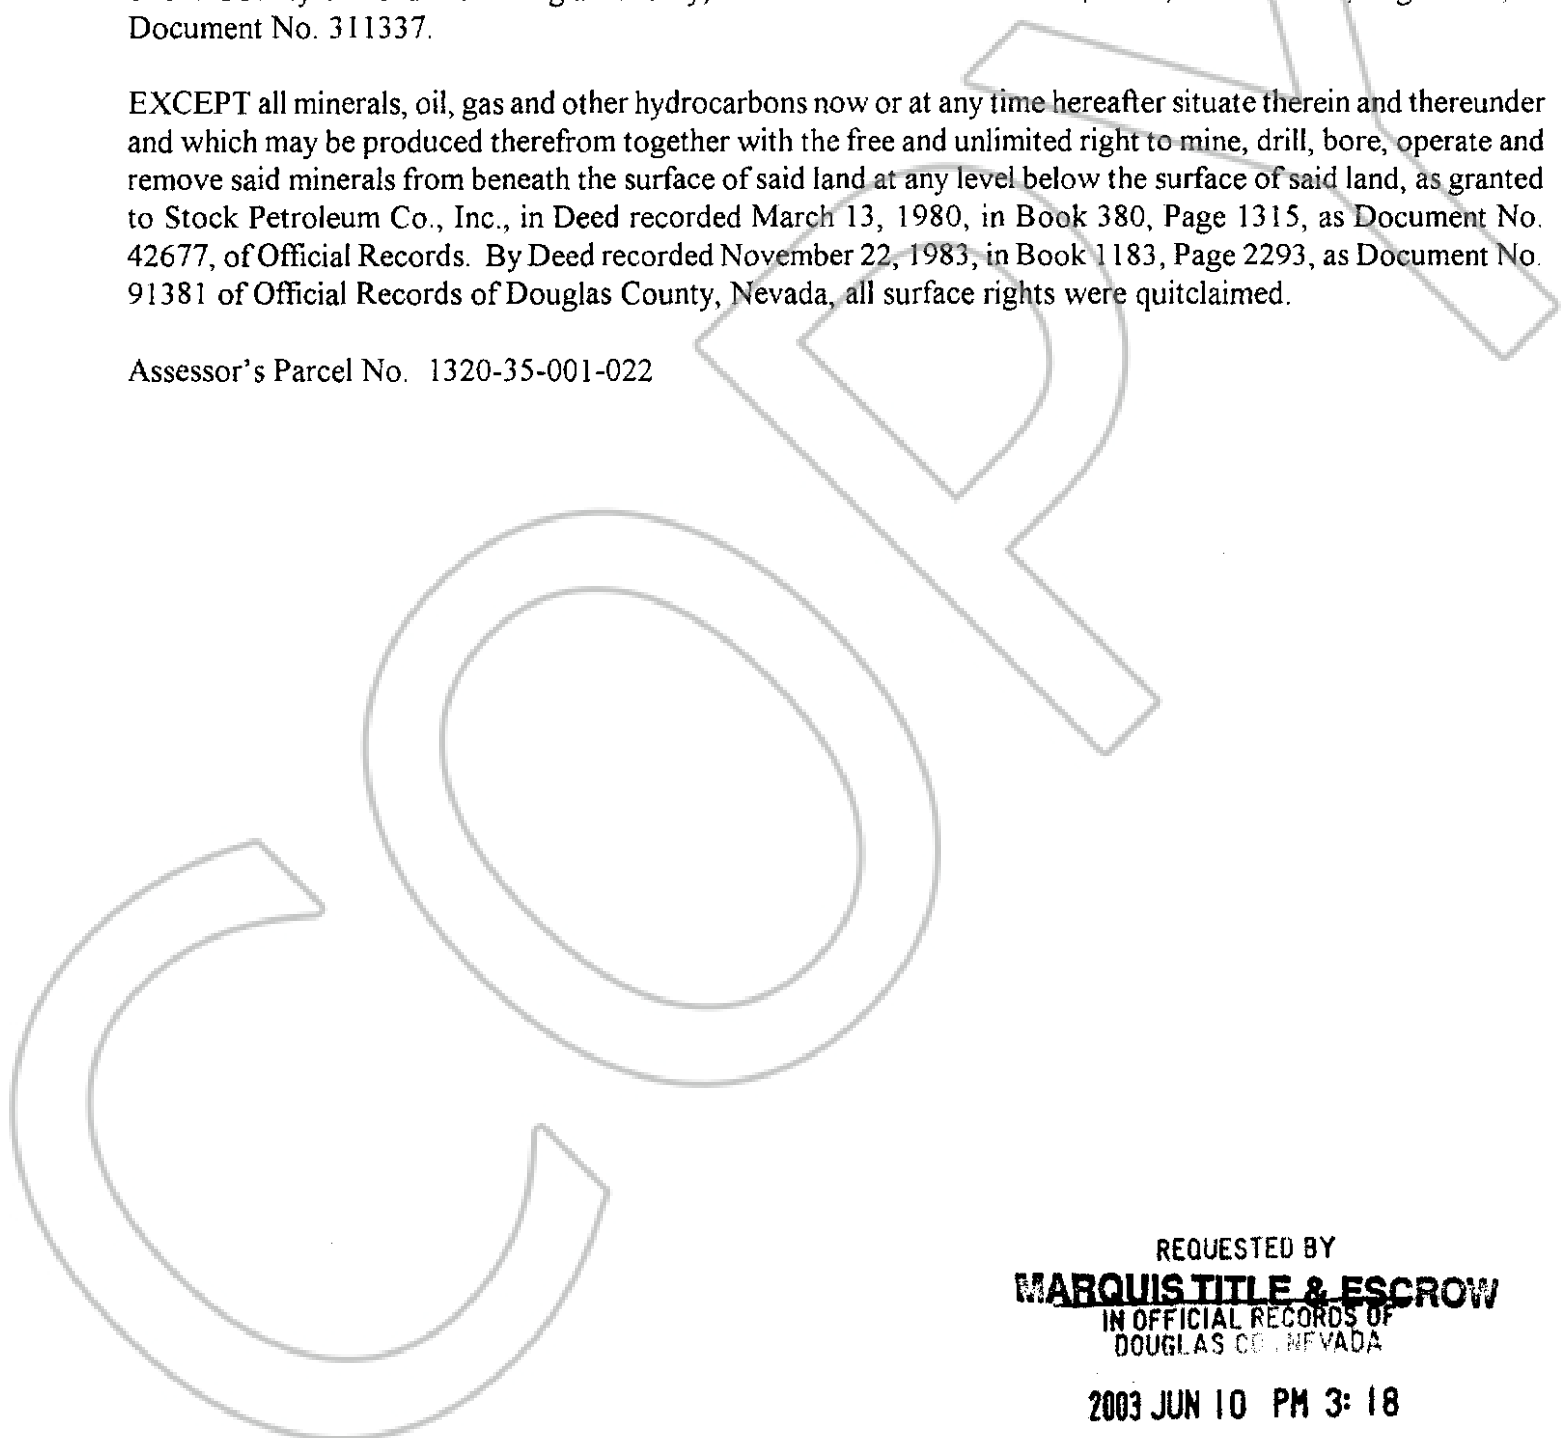 Document No. 311337.
EXCEPT all minerals, oil, gas and other hydrocarbons now or at any time hereafter situate therein and thereunder
and which may be produced therefrom together with the free and unlimited right to mine, drill, bore, operate and
remove said minerals from beneath the surface of said land at any level below the surface of said land, as granted
to Stock Petroleum Co., Inc., in Deed recorded March 13, 1980, in Book 380, Page 1315, as Document No.
42677, of Official Records. By Deed recorded November 22, 1983, in Book 1183, Page 2293, as Document No.
91381 of Official Records of Douglas County, Nevada, all surface rights were quitclaimed.
Assessor's Parcel No. 1320-35-001-022
COPY
REQUESTED BY
MARQUIS TITLE & ESCROW
IN OFFICIAL RECORDS OF
DOUGLAS CO. NEVADA
2003 JUN 10 PM 3: 18